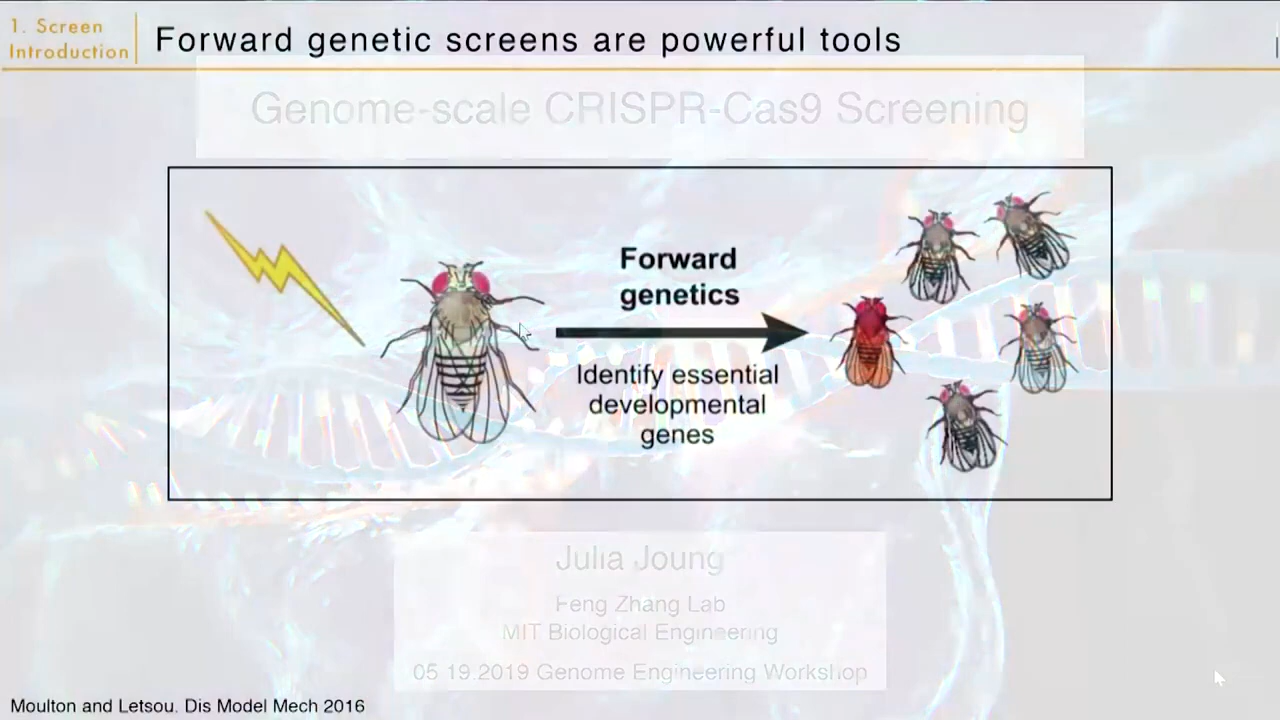 1. Screen
Introduction
Forward genetic screens are powerful tools
Genome-scale CRISPR-Cas9 Screening
Forward
genetics
Identify essential
developmental
genes
Julia Joung
Feng Zhang Lab
MIT Biological Engineering
05.19.2019 Genome Engineering Workshop
Moulton and Letsou. Dis Model Mech 2016